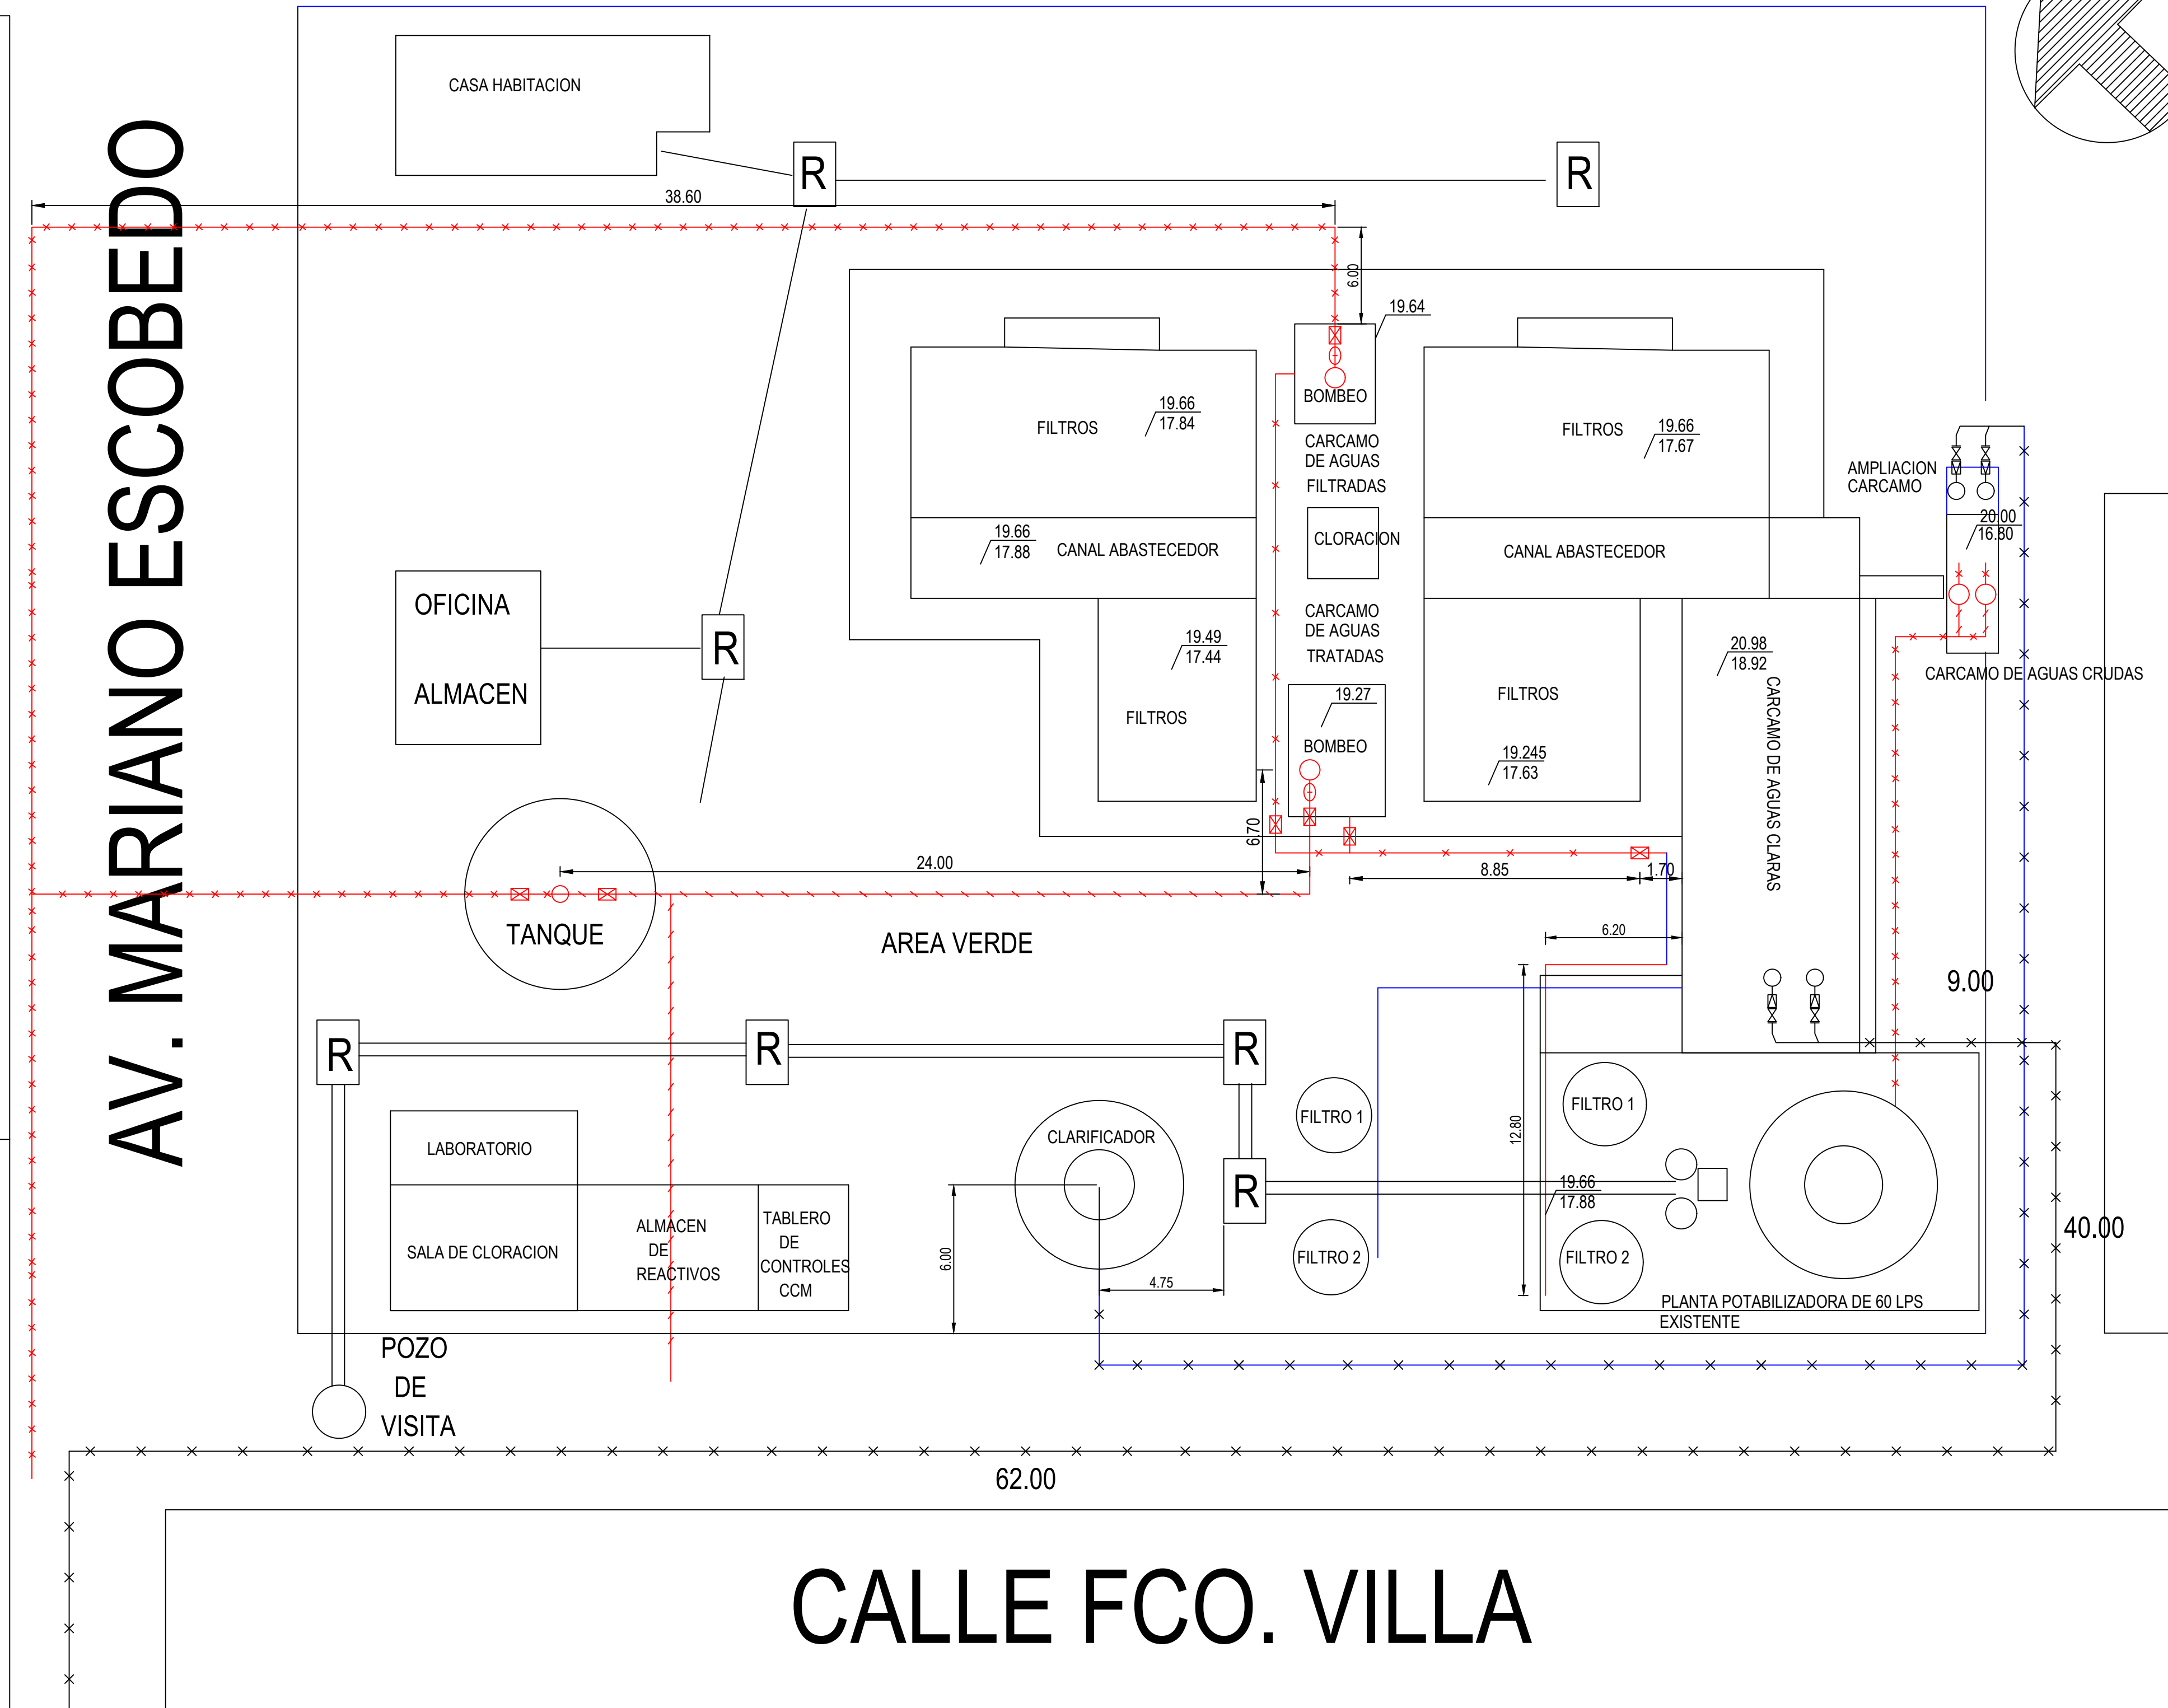 CASA HABITACION
AV. MARIANO ESCOBEDO
R
R
38.60
6.00
19.64
BOMBEO
FILTROS
19.66
17.84
FILTROS
19.66
17.67
CARCAMO
DE AGUAS
FILTRADAS
AMPLIACION
CARCAMO
20.00
16.80
19.66
17.88
CANAL ABASTECEDOR
CLORACION
CANAL ABASTECEDOR
OFICINA
ALMACEN
R
CARCAMO
DE AGUAS
TRATADAS
19.49
17.44
FILTROS
19.27
BOMBEO
FILTROS
19.245
17.63
20.98
18.92
CARCAMO DE AGUAS CLARAS
CARCAMO DE AGUAS CRUDAS
6.70
24.00
8.85
1.70
TANQUE
AREA VERDE
6.20
9.00
R
R
R
R
LABORATORIO
SALA DE CLORACION
ALMACEN
DE
REACTIVOS
TABLERO
DE
CONTROLES
CCM
CLARIFICADOR
6.00
4.75
FILTRO 1
FILTRO 2
12.80
FILTRO 1
19.66
17.88
FILTRO 2
PLANTA POTABILIZADORA DE 60 LPS
EXISTENTE
40.00
POZO
DE
VISITA
62.00
CALLE FCO. VILLA